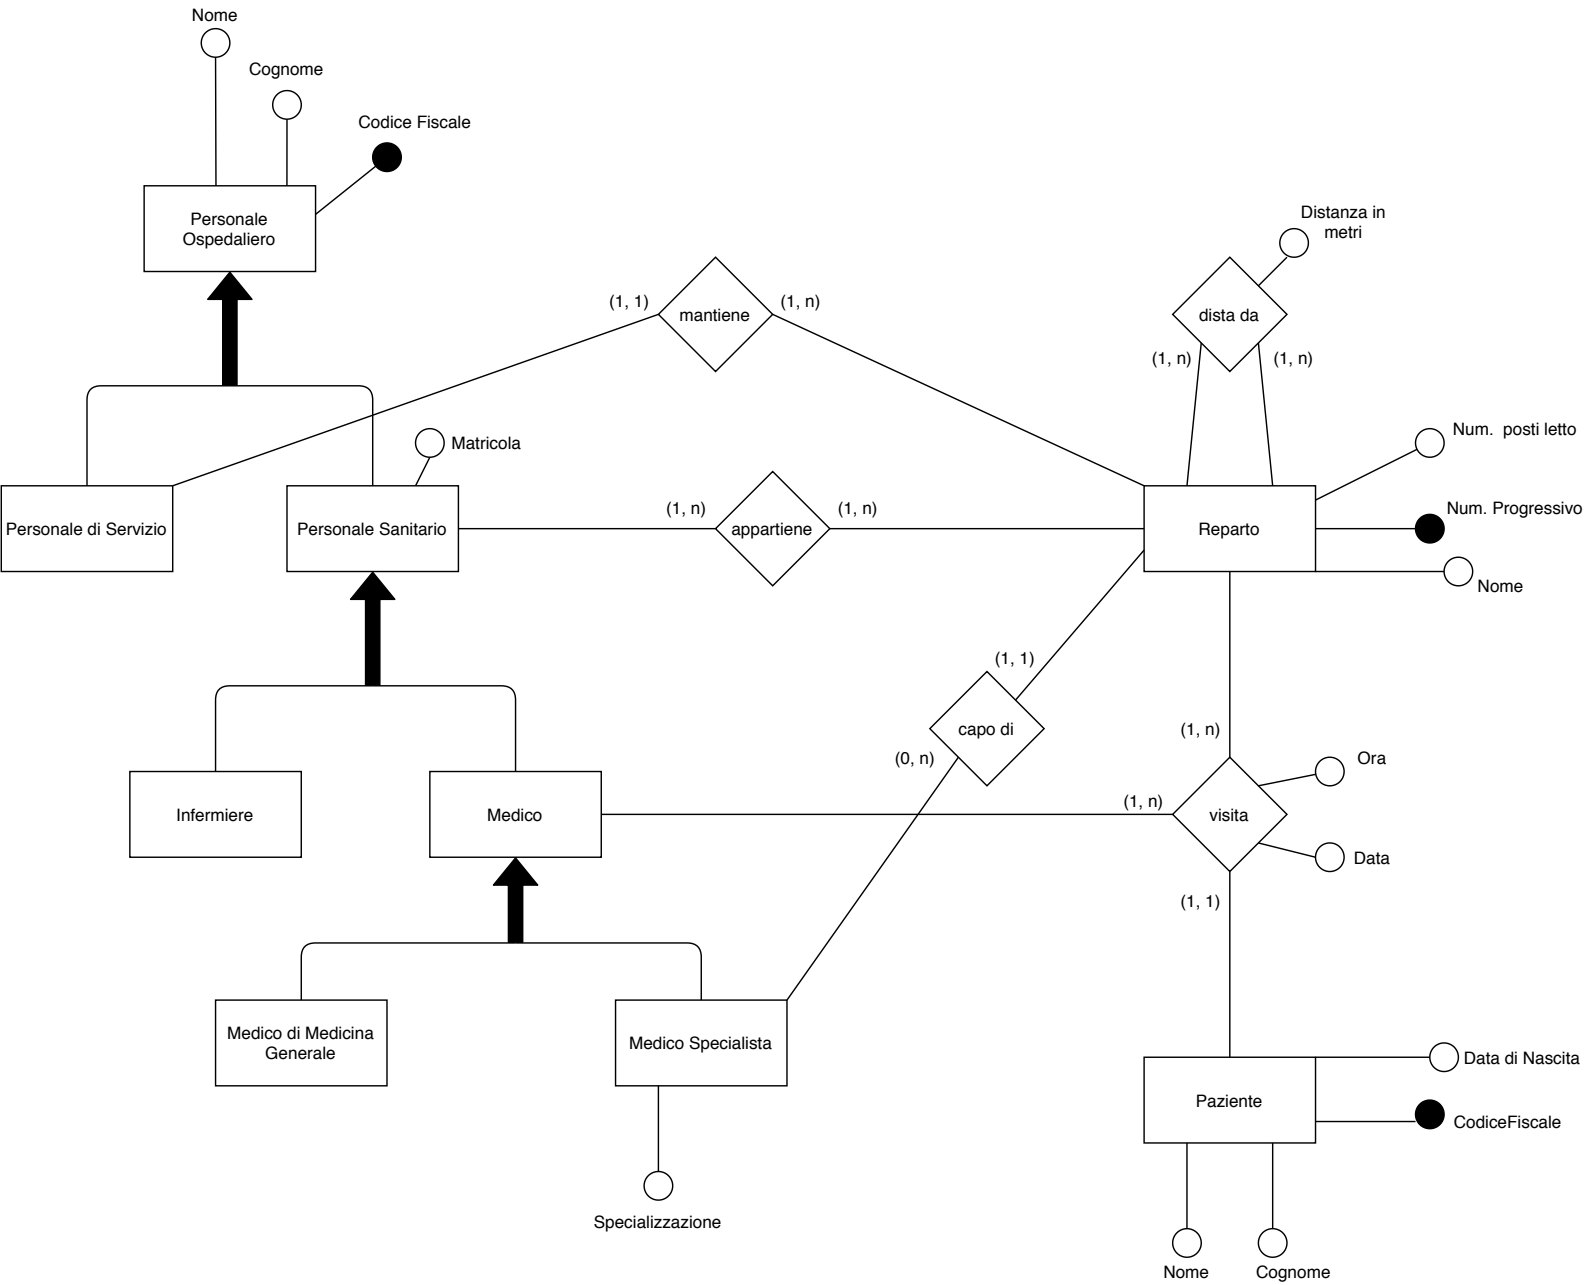 Nome
Cognome
Codice Fiscale
Personale
Ospedaliero
Distanza in
metri
(1, 1)
mantiene
(1, n)
dista da
(1, n)
(1, n)
Matricola
Num.  posti letto
Personale di Servizio
Personale Sanitario
(1, n)
appartiene
(1, n)
Reparto
Num. Progressivo
Nome
(1, 1)
capo di
(0, n)
(1, n)
Ora
Infermiere
Medico
(1, n)
visita
Data
(1, 1)
Medico di Medicina
Generale
Medico Specialista
Data di Nascita
Paziente
CodiceFiscale
Specializzazione
Nome
Cognome